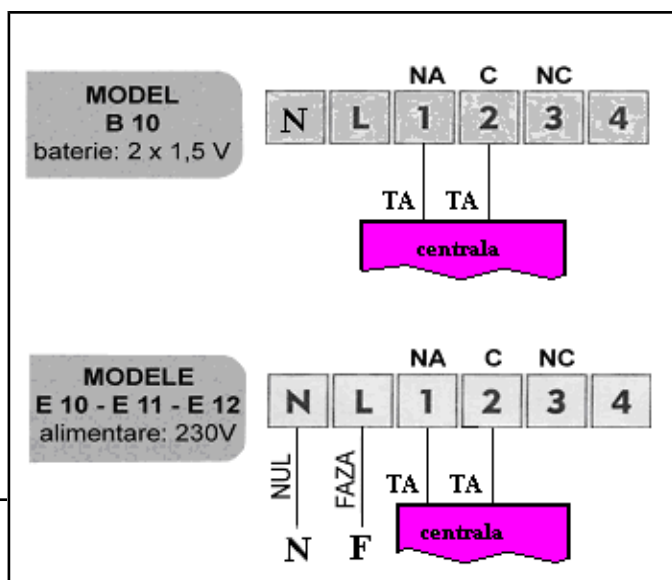 NA C NC
MODEL
B 10
baterie: 2 x 1,5 V
N L 1 2 3 4
TA TA
centrala
NA C NC
MODELE
E 10 - E 11 - E 12
alimentare: 230V
N L 1 2 3 4
NUL FAZA TA TA
centrala
N F